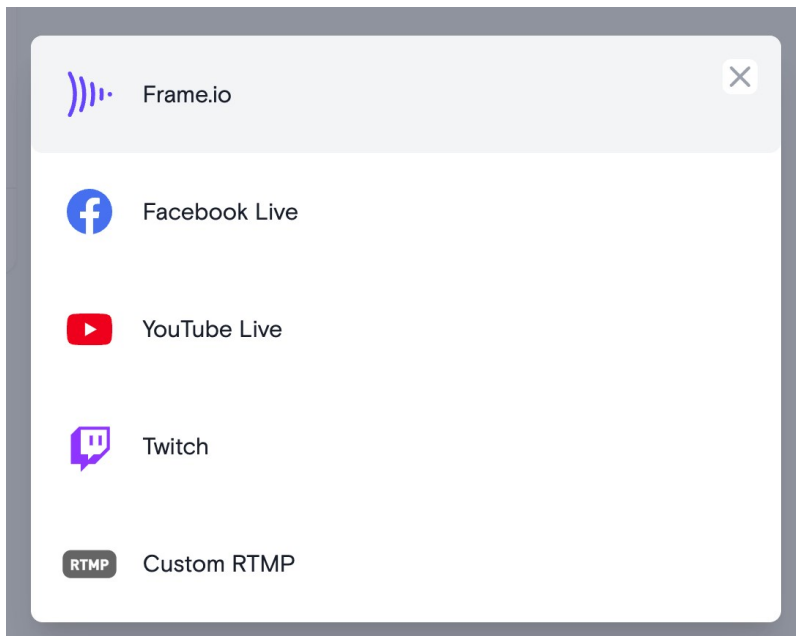 Frame.io
Facebook Live
YouTube Live
Twitch
RTMP Custom RTMP